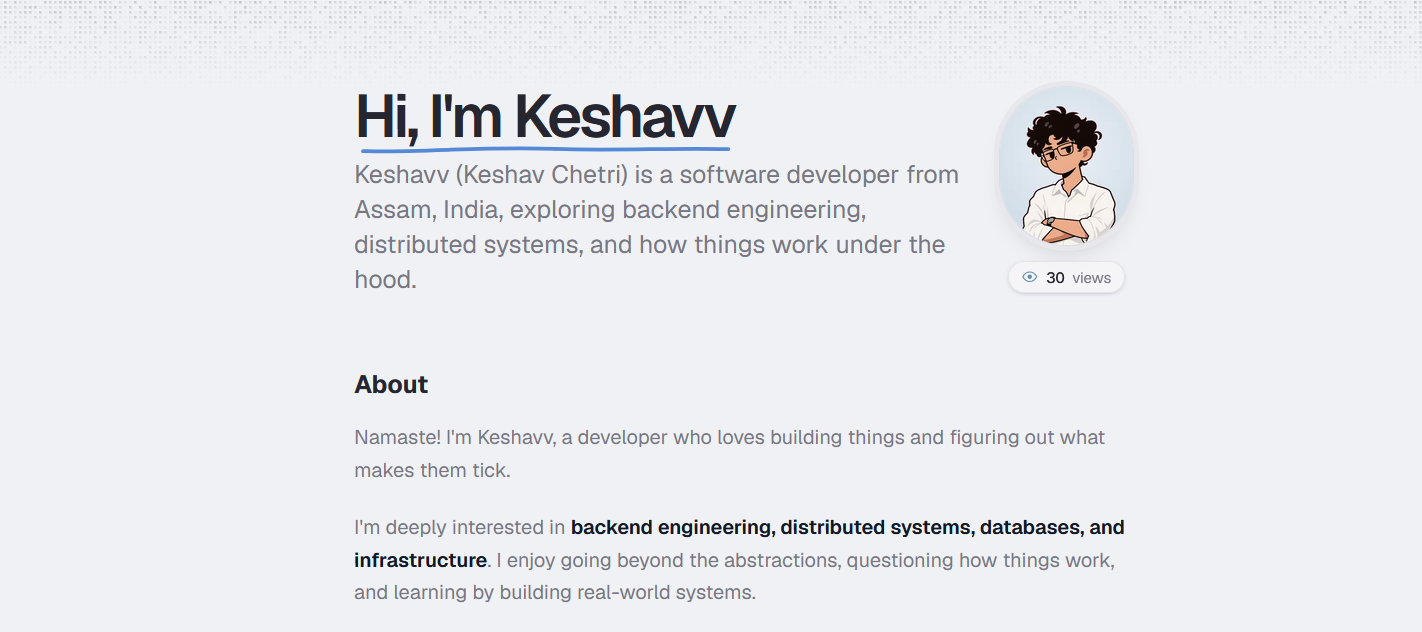 Hi, I'm Keshavv
Keshavv (Keshav Chetri) is a software developer from
Assam, India, exploring backend engineering,
distributed systems, and how things work under the
hood.
30 views
About
Namaste! I'm Keshavv, a developer who loves building things and figuring out what
makes them tick.
I'm deeply interested in backend engineering, distributed systems, databases, and
infrastructure. I enjoy going beyond the abstractions, questioning how things work,
and learning by building real-world systems.